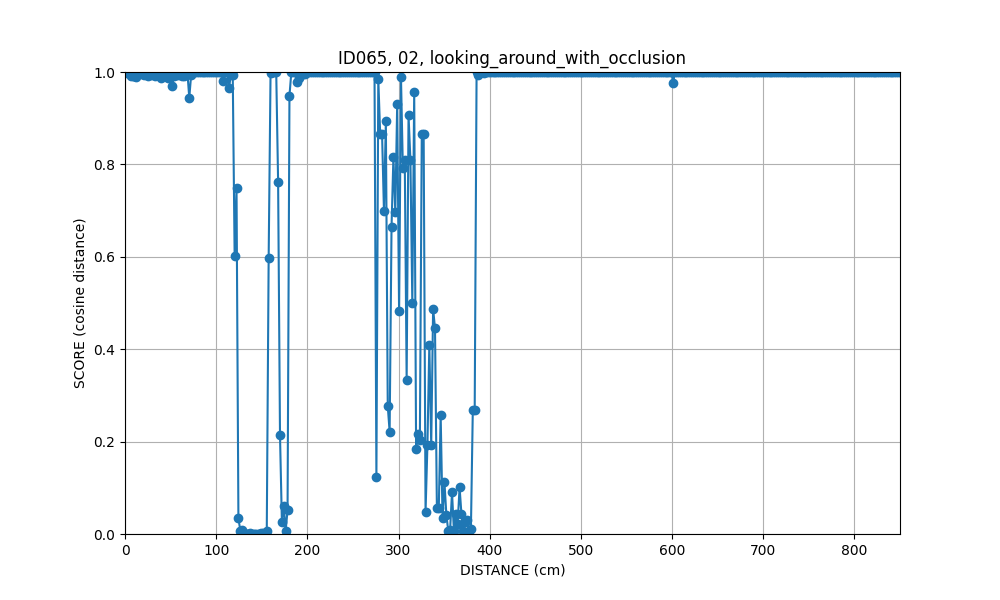 ID065, 02, looking_around_with_occlusion
1.0
0.8
0.6
0.4
0.2
0.0
SCORE (cosine distance)
0 100 200 300 400 500 600 700 800
DISTANCE (cm)